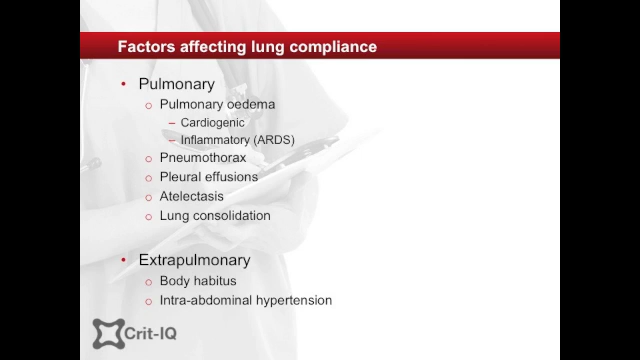 Factors affecting lung compliance
• Pulmonary
○ Pulmonary oedema
– Cardiogenic
– Inflammatory (ARDS)
○ Pneumothorax
○ Pleural effusions
○ Atelectasis
○ Lung consolidation
• Extrapulmonary
○ Body habitus
○ Intra-abdominal hypertension
Crit-IQ